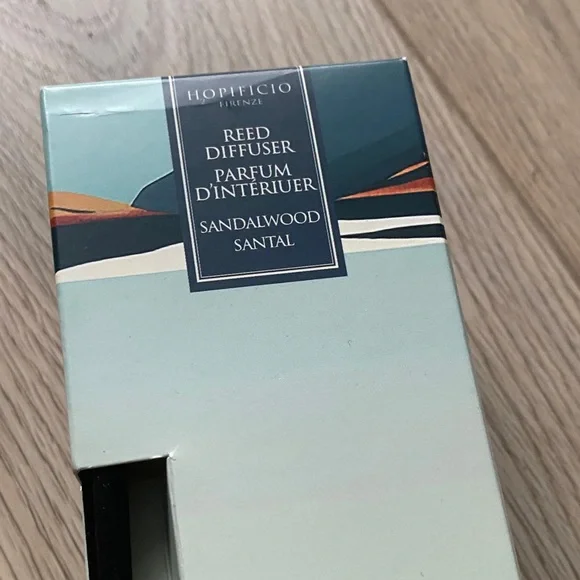 HOPIFICIO
FIRENZE
REED
DIFFUSER
PARFUM
D'INTÉRIUER
SANDALWOOD
SANTAL